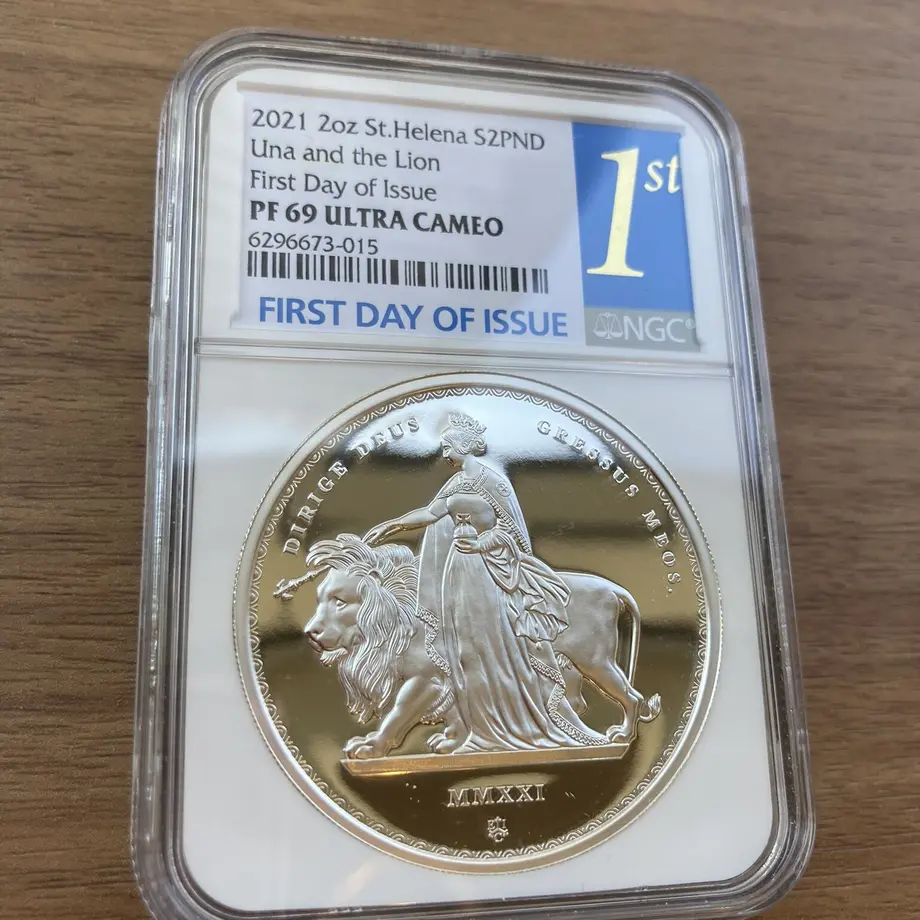 2021 2oz St.Helena S2PND
Una and the Lion
First Day of Issue
PF 69 ULTRA CAMEO
6296673-015
FIRST DAY OF ISSUE
1st
NGC®
DIRIGE DEUS GRESSUS MEOS.
MMXXI
EIC